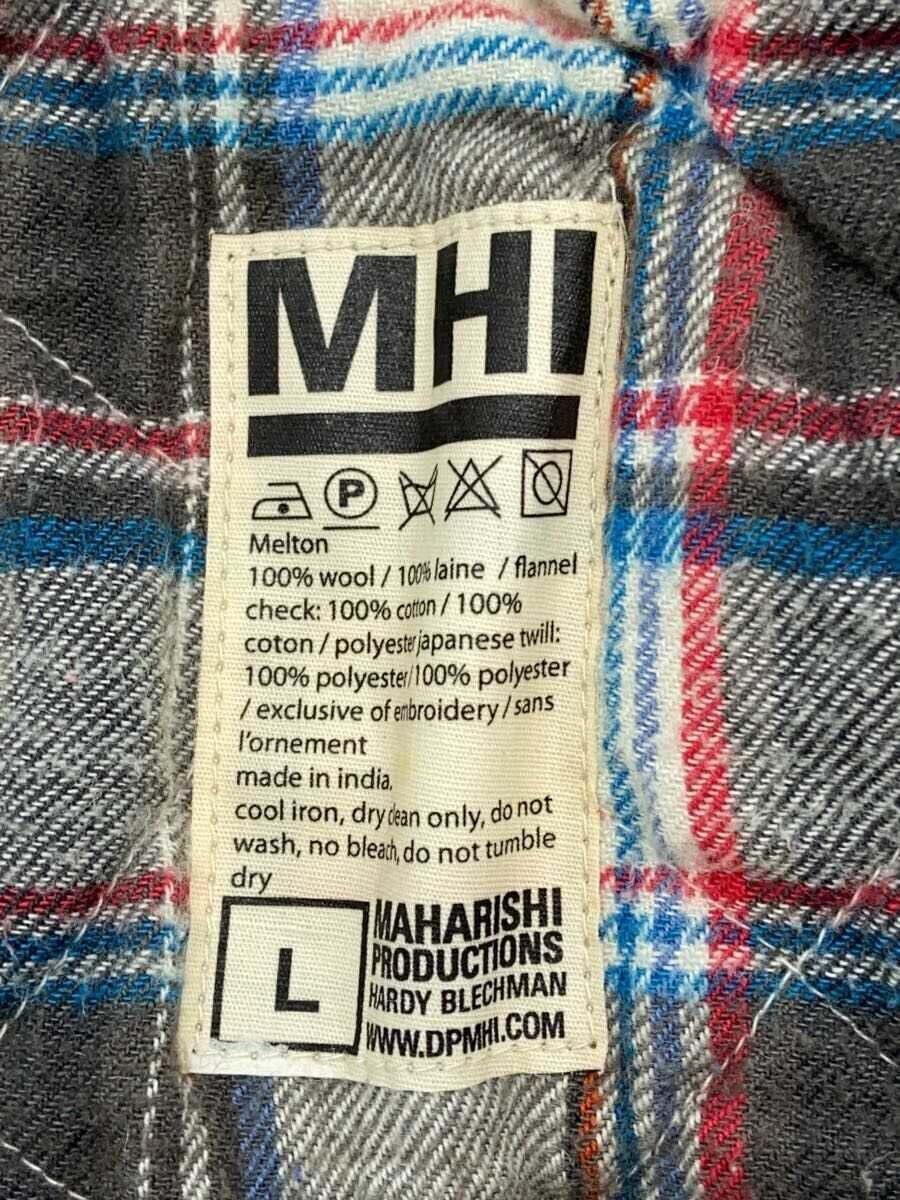 MHI
P
Melton
100% wool / 100% laine / flannel
check: 100% cotton / 100%
coton / polyester japanese twill:
100% polyester/100% polyester
/ exclusive of embroidery / sans
l'ornement
made in india.
cool iron, dry clean only, do not
wash, no bleach, do not tumble
dry
L
MAHARISHI
PRODUCTIONS
HARDY BLECHMAN
WWW.DPMHI.COM